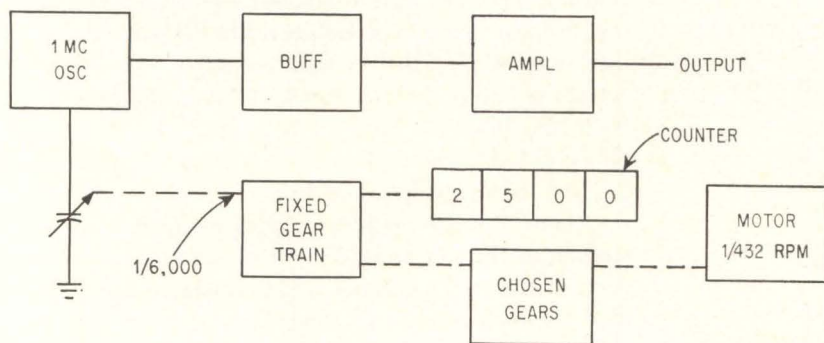 1 MC
OSC
BUFF
AMPL
OUTPUT
COUNTER
2 5 0 0
FIXED
GEAR
TRAIN
MOTOR
1/432 RPM
1/6,000
CHOSEN
GEARS